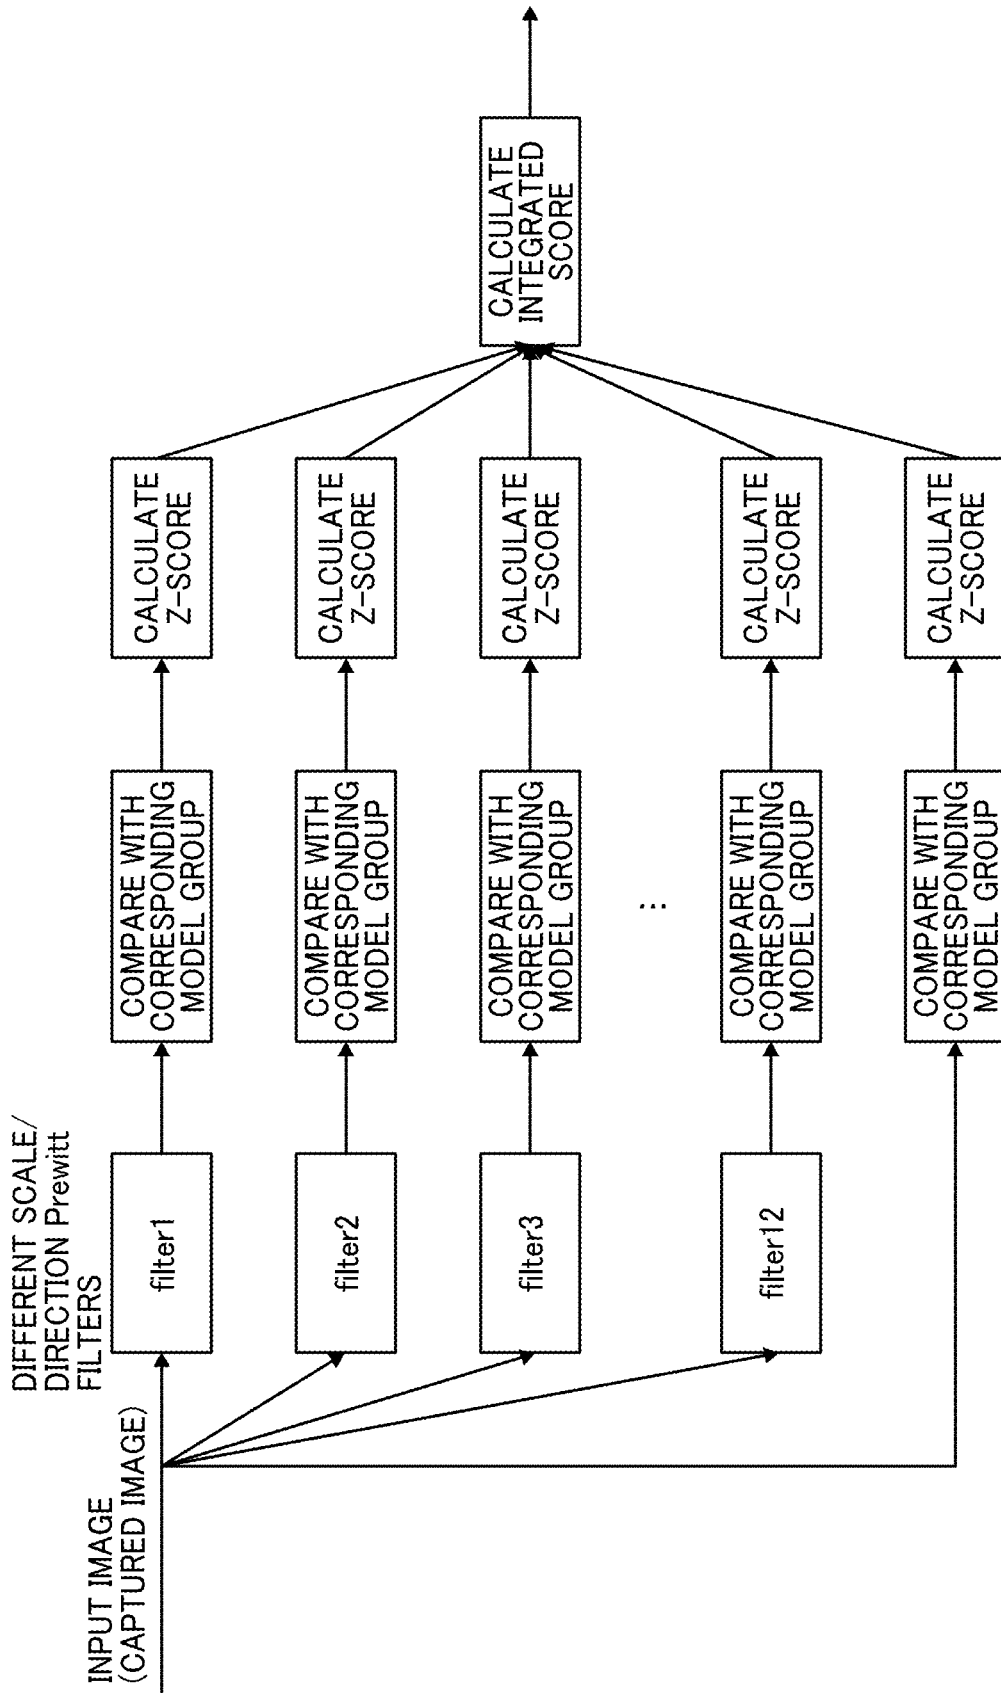 INPUT IMAGE
(CAPTURED IMAGE)
DIFFERENT SCALE/
DIRECTION Prewitt
FILTERS
filter1
COMPARE WITH
CORRESPONDING
MODEL GROUP
CALCULATE
Z-SCORE
filter2
COMPARE WITH
CORRESPONDING
MODEL GROUP
CALCULATE
Z-SCORE
filter3
COMPARE WITH
CORRESPONDING
MODEL GROUP
CALCULATE
Z-SCORE
...
filter12
COMPARE WITH
CORRESPONDING
MODEL GROUP
CALCULATE
Z-SCORE
COMPARE WITH
CORRESPONDING
MODEL GROUP
CALCULATE
Z-SCORE
CALCULATE
INTEGRATED
SCORE